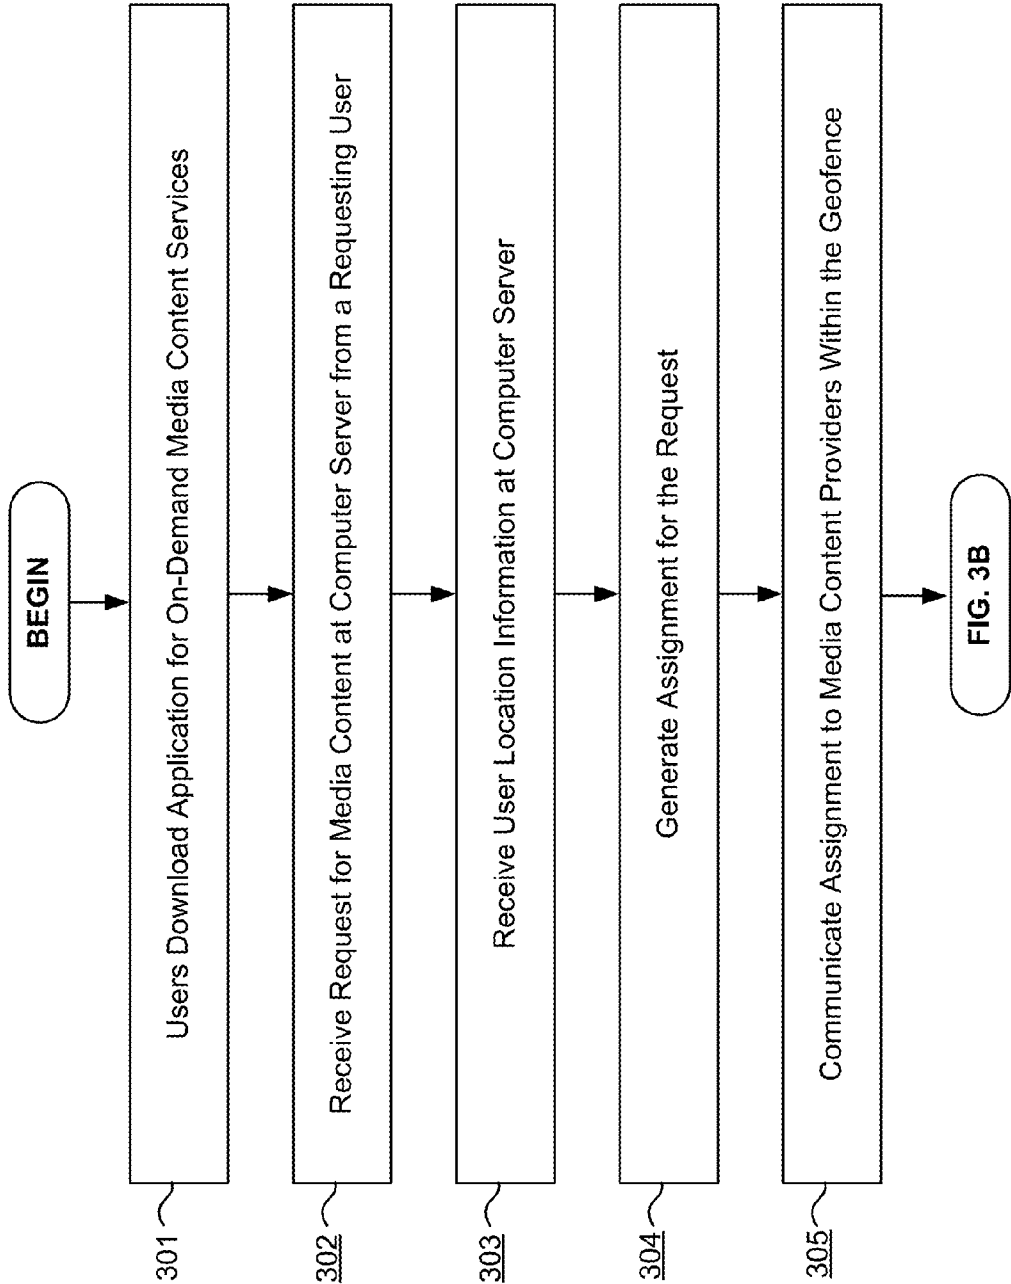 BEGIN
301
Users Download Application for On-Demand Media Content Services
302
Receive Request for Media Content at Computer Server from a Requesting User
303
Receive User Location Information at Computer Server
304
Generate Assignment for the Request
305
Communicate Assignment to Media Content Providers Within the Geofence
FIG. 3B